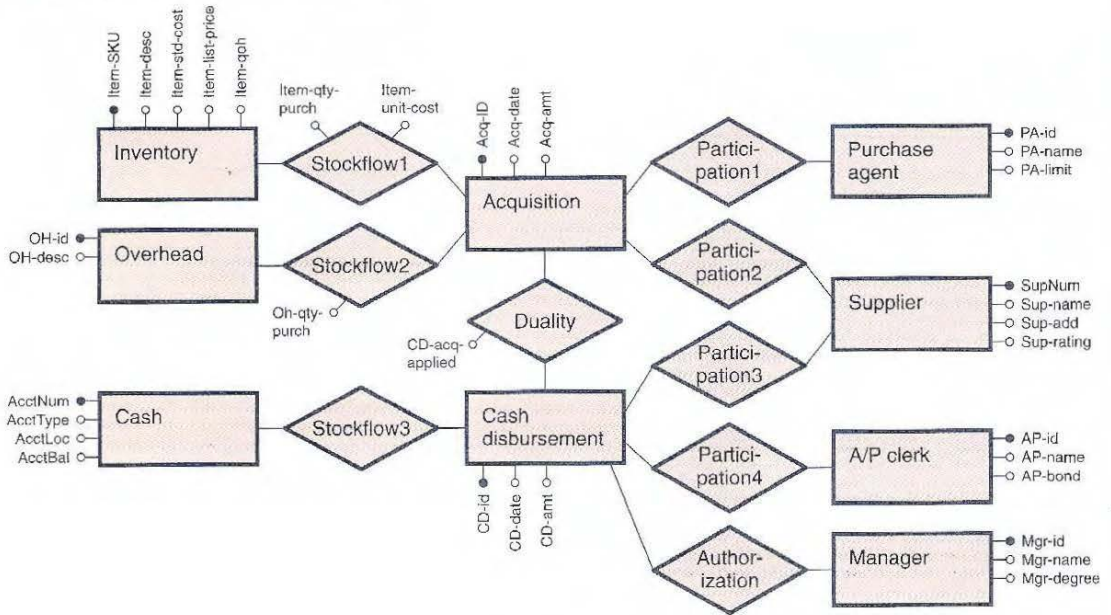 Item-SKU
Item-desc
Item-std-cost
Item-list-price
Item-qoh
Inventory
Item-qty-
purch
Item-
unit-cost
Stockflow1
Acq-ID
Acq-date
Acq-amt
Acquisition
Partici-
pation1
Purchase
agent
PA-id
PA-name
PA-limit
OH-id
OH-desc
Overhead
Stockflow2
Oh-qty-
purch
Partici-
pation2
Supplier
SupNum
Sup-name
Sup-add
Sup-rating
Duality
CD-acq-
applied
Partici-
pation3
AcctNum
AcctType
AcctLoc
AcctBal
Cash
Stockflow3
Cash
disbursement
CD-id
CD-date
CD-amt
Partici-
pation4
A/P clerk
AP-id
AP-name
AP-bond
Author-
ization
Manager
Mgr-id
Mgr-name
Mgr-degree